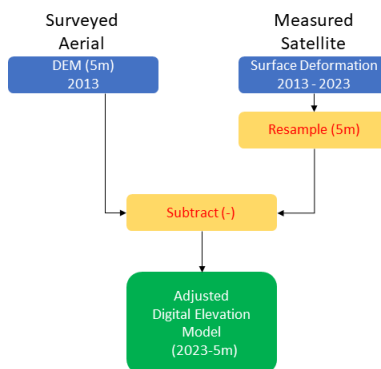 Surveyed
Aerial
DEM (5m)
2013
Measured
Satellite
Surface Deformation
2013 - 2023
Resample (5m)
Subtract (-)
Adjusted
Digital Elevation
Model
(2023-5m)